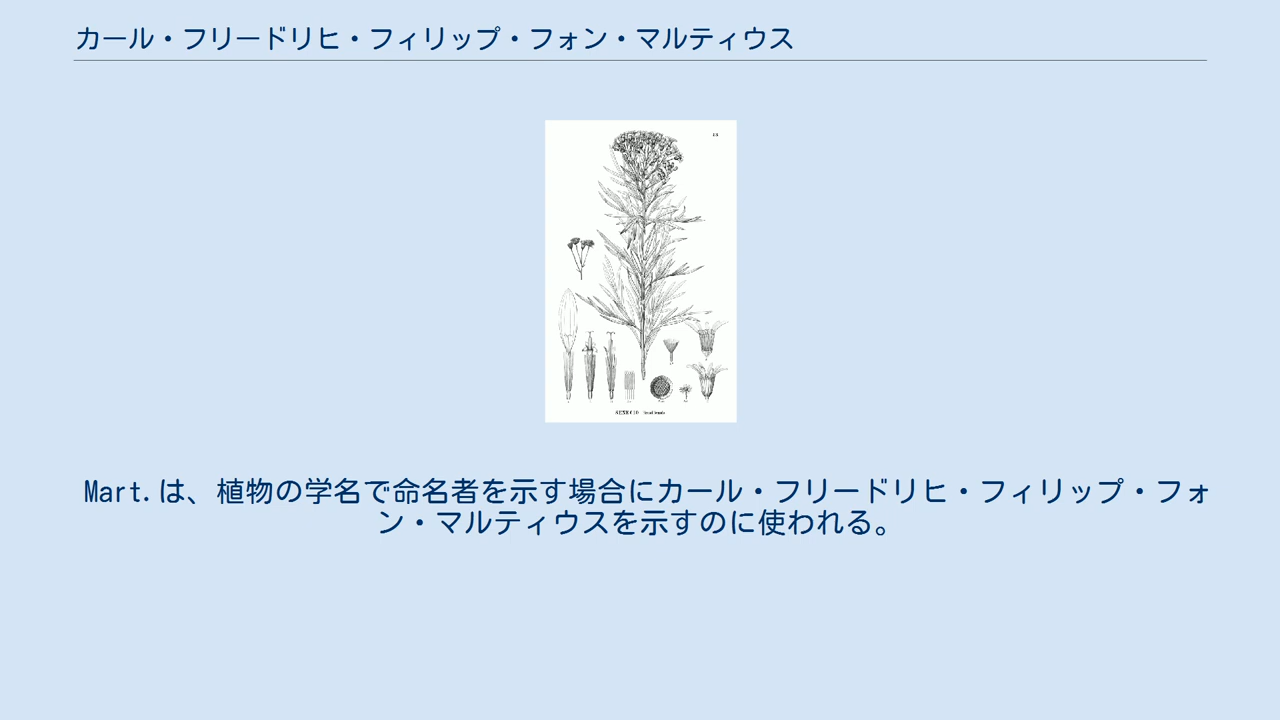 カール・フリードリヒ・フィリップ・フォン・マルティウス
SENECIO
Mart.は、植物の学名で命名者を示す場合にカール・フリードリヒ・フィリップ・フォ
ン・マルティウスを示すのに使われる。